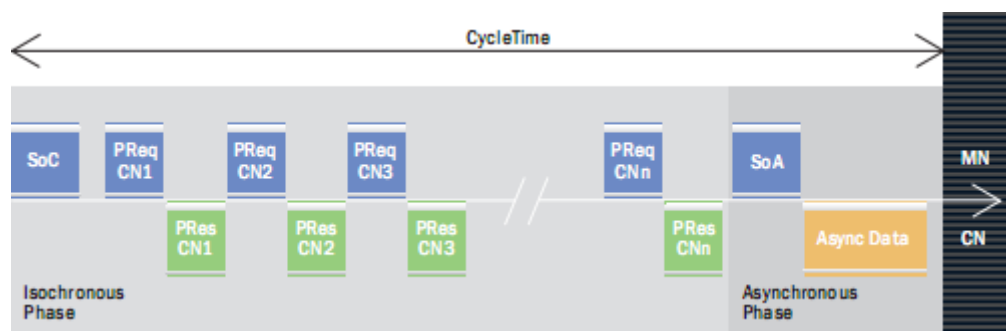 CycleTime
SoC
PReq
CN1
PReq
CN2
PReq
CN3
PReq
CNn
SoA
MN
PRes
CN1
PRes
CN2
PRes
CN3
PRes
CNn
Async Data
CN
Isochronous
Phase
Asynchronous
Phase